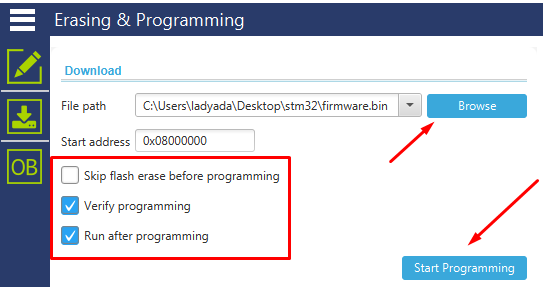 Erasing & Programming
Download
File path C:\Users\ladyada\Desktop\stm32\firmware.bin Browse
Start address 0x08000000
Skip flash erase before programming
Verify programming
Run after programming
OB
Start Programming